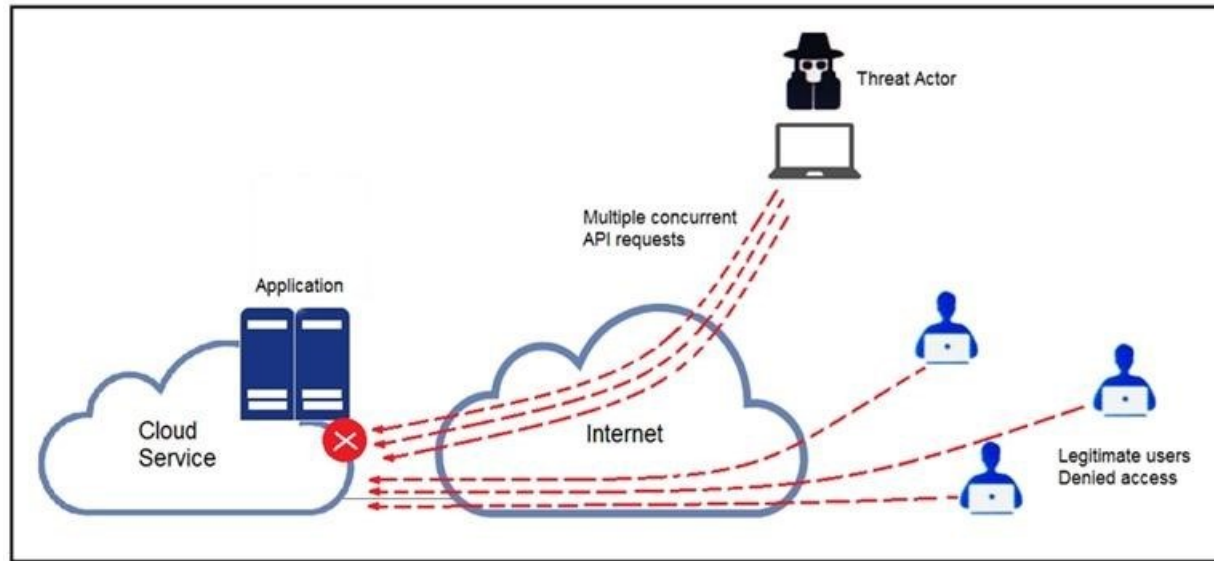 Threat Actor
Multiple concurrent
API requests
Application
Cloud
Service
Internet
Legitimate users
Denied access